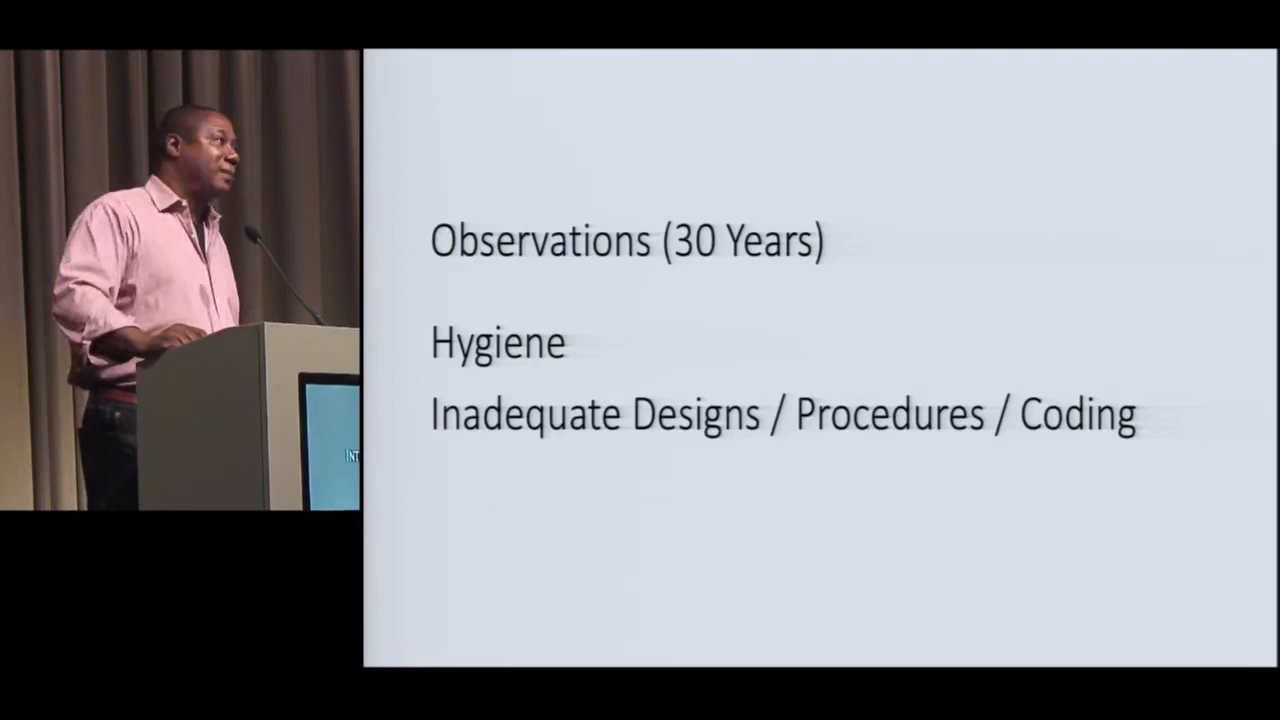 Observations (30 Years)
Hygiene
Inadequate Designs / Procedures / Coding